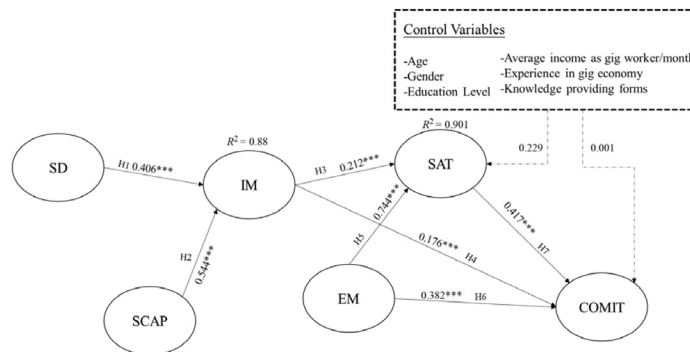 Control Variables
-Age
-Gender
-Education Level
-Average income as gig worker/month
-Experience in gig economy
-Knowledge providing forms
R² = 0.88
R² = 0.901
0.229
0.001
SD
H1 0.406***
IM
H3 0.212***
SAT
H2 0.544***
H5 0.744***
0.176*** H4
0.417*** H7
SCAP
EM
0.382*** H6
COMIT